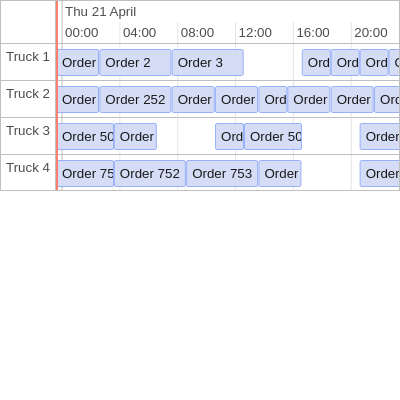 Thu 21 April
00:00 04:00 08:00 12:00 16:00 20:00
Truck 1 Order Order 2 Order 3 Ord Ord Ord
Truck 2 Order Order 252 Order Order Ord Order Order Ord
Truck 3 Order 50 Order Ord Order 50 Order
Truck 4 Order 75 Order 752 Order 753 Order Order